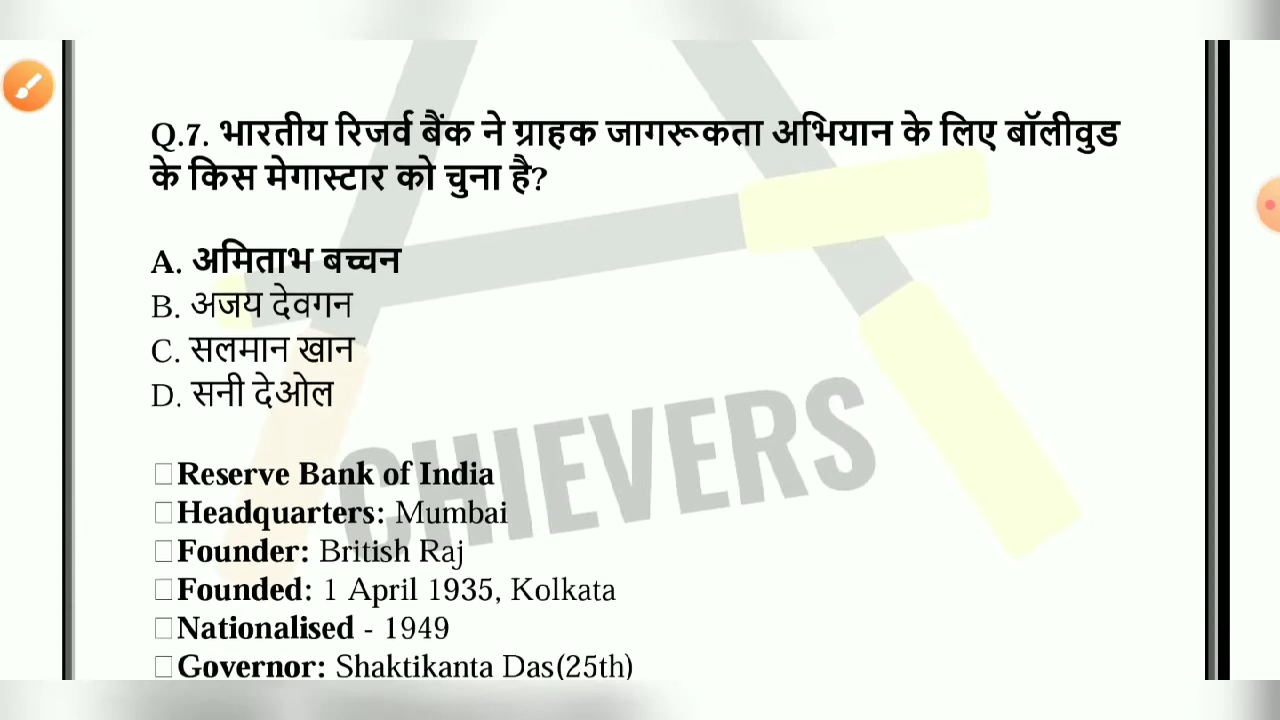 Q.7. भारतीय रिजर्व बैंक ने ग्राहक जागरूकता अभियान के लिए बॉलीवुड
के किस मेगास्टार को चुना है?
A. अमिताभ बच्चन
B. अजय देवगन
C. सलमान खान
D. सनी देओल
CHIEVERS
Reserve Bank of India
Headquarters: Mumbai
Founder: British Raj
Founded: 1 April 1935, Kolkata
Nationalised - 1949
Governor: Shaktikanta Das(25th)